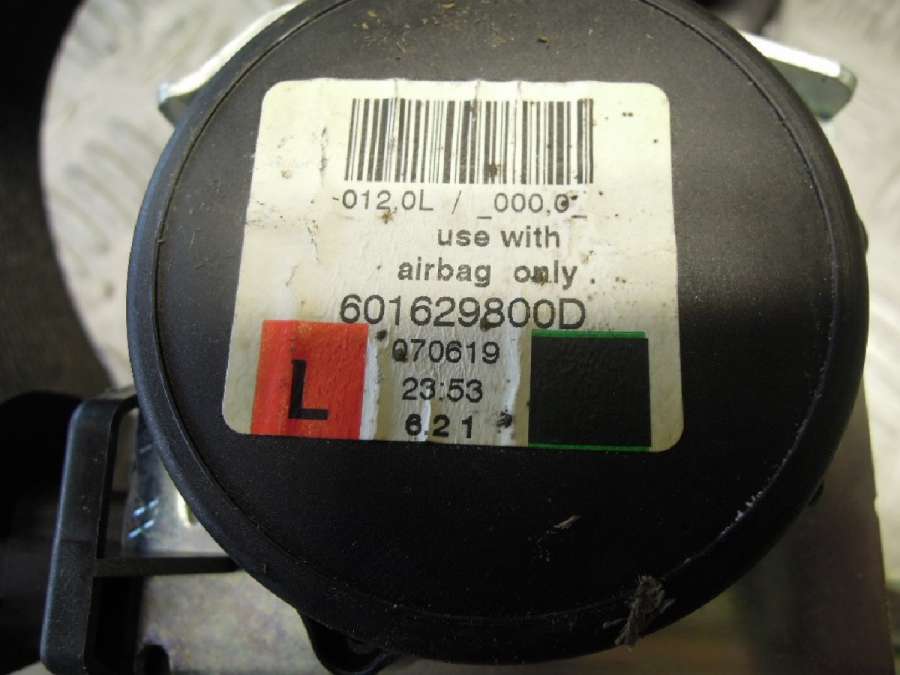 012,0L / _000,0_
use with
airbag only
601629800D
070619
L
23:53
6.2 1